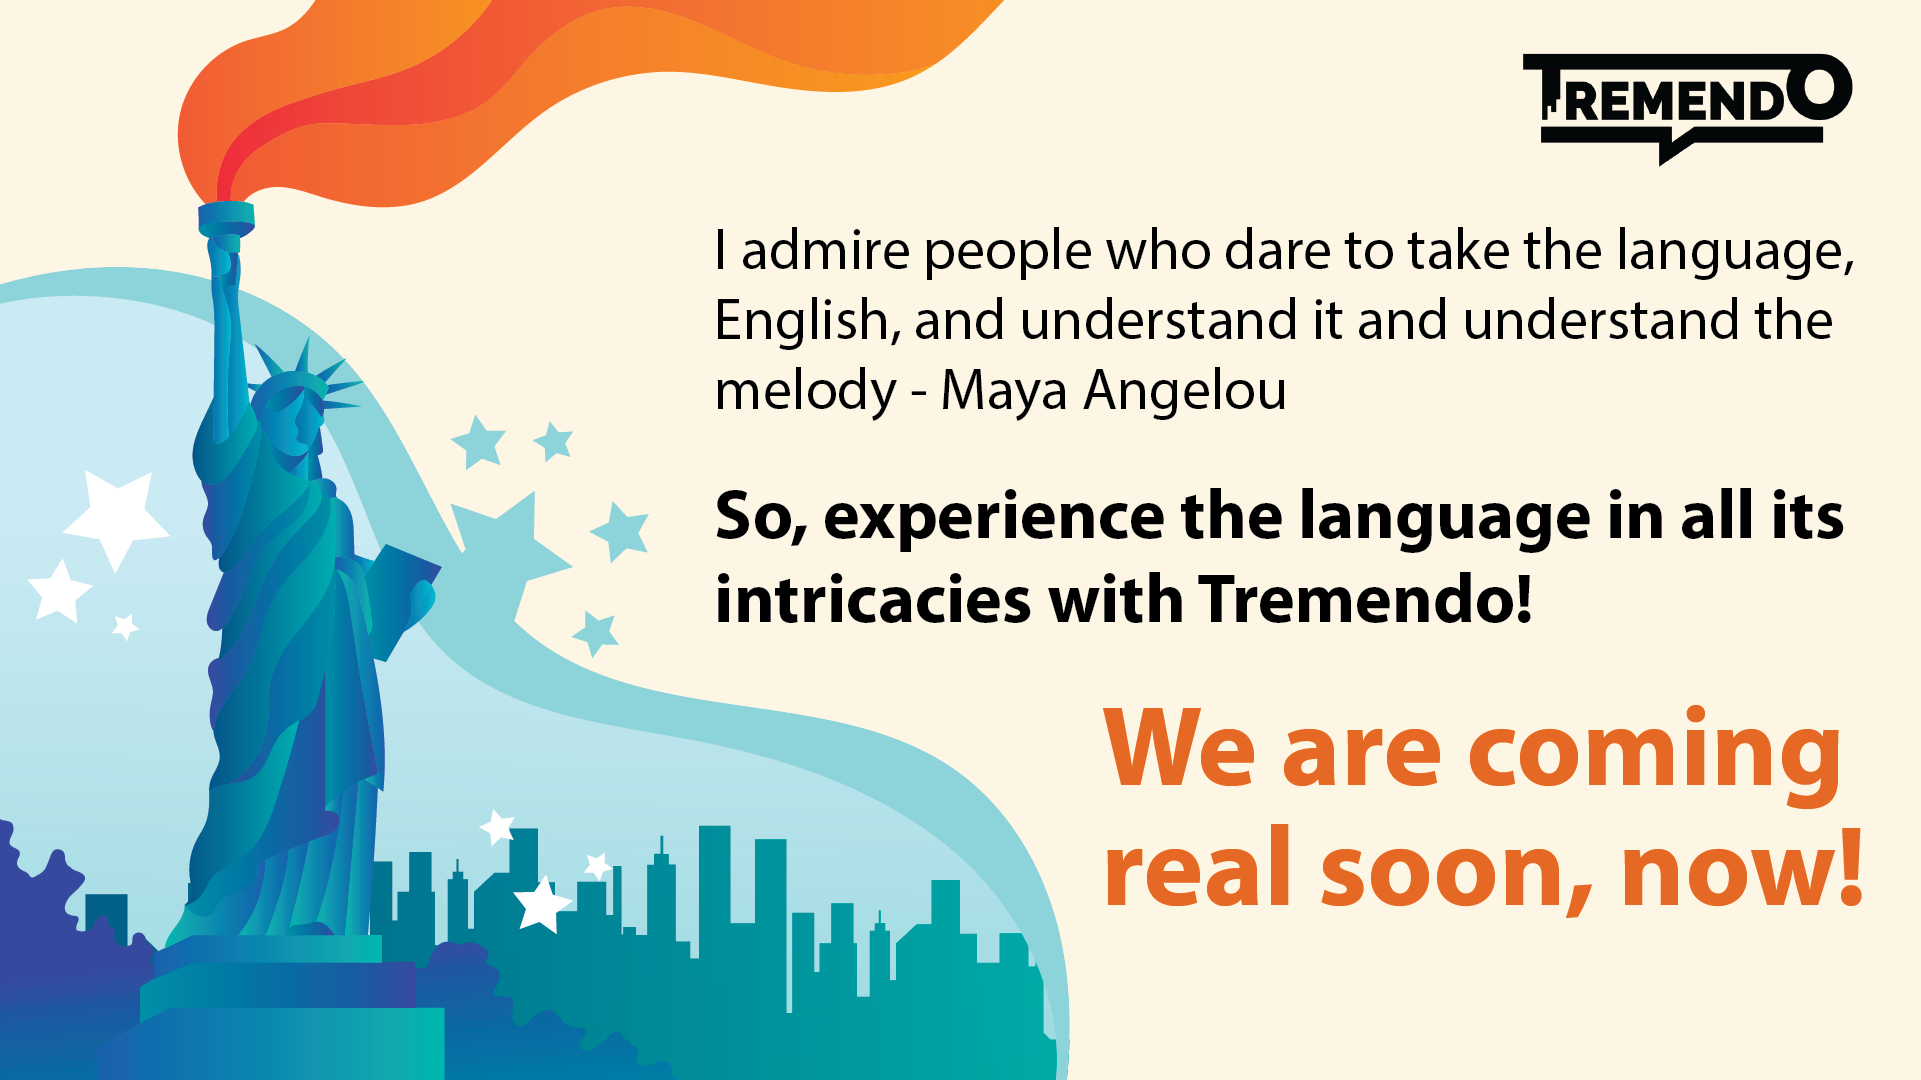 TREMENDO
I admire people who dare to take the language,
English, and understand it and understand the
melody - Maya Angelou
So, experience the language in all its
intricacies with Tremendo!
We are coming
real soon, now!